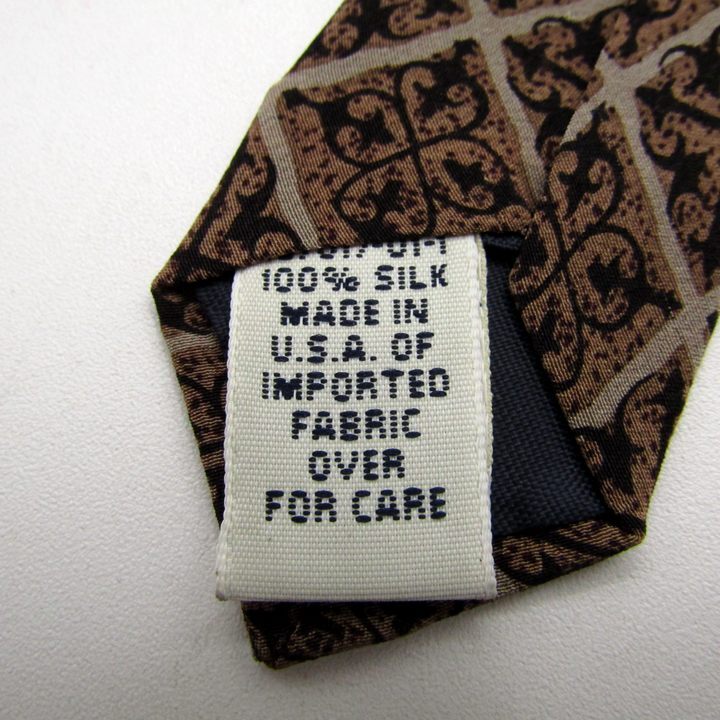 100% SILK
MADE IN
U.S.A. OF
IMPORTED
FABRIC
OVER
FOR CARE